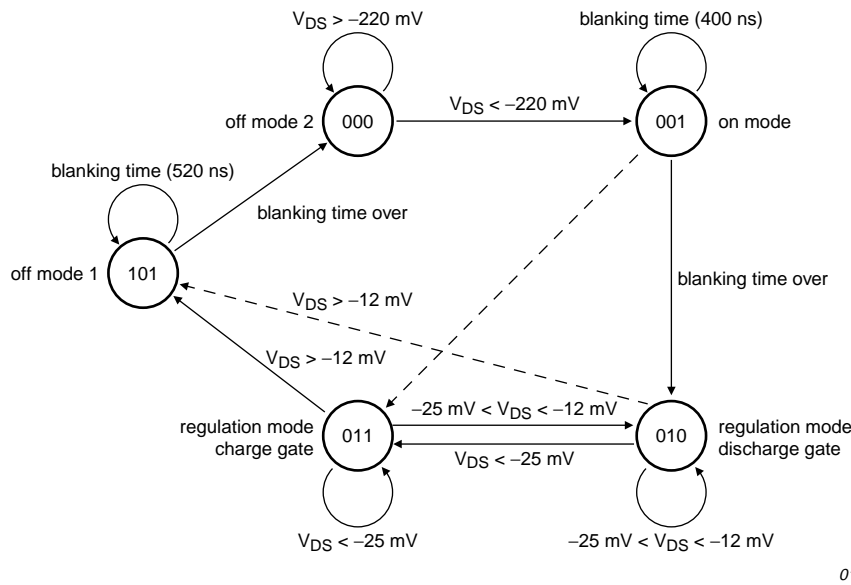 V_DS > −220 mV
blanking time (400 ns)
off mode 2
000
V_DS < −220 mV
001
on mode
blanking time (520 ns)
blanking time over
off mode 1
101
blanking time over
V_DS > −12 mV
V_DS > −12 mV
regulation mode
charge gate
011
−25 mV < V_DS < −12 mV
V_DS < −25 mV
010
regulation mode
discharge gate
V_DS < −25 mV
−25 mV < V_DS < −12 mV
0